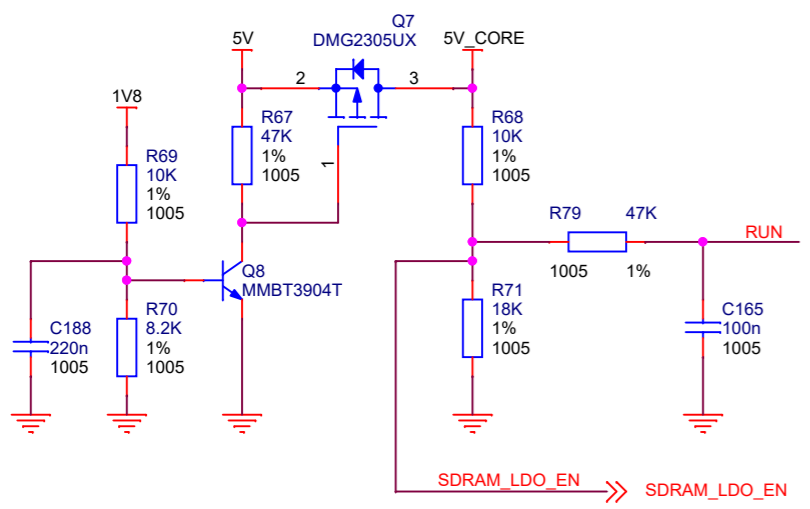 Q7
DMG2305UX
5V
5V_CORE
2
3
1
1V8
R67
47K
1%
1005
R68
10K
1%
1005
R69
10K
1%
1005
R79
47K
1005
1%
RUN
Q8
MMBT3904T
R70
8.2K
1%
1005
C188
220n
1005
R71
18K
1%
1005
C165
100n
1005
SDRAM_LDO_EN
SDRAM_LDO_EN